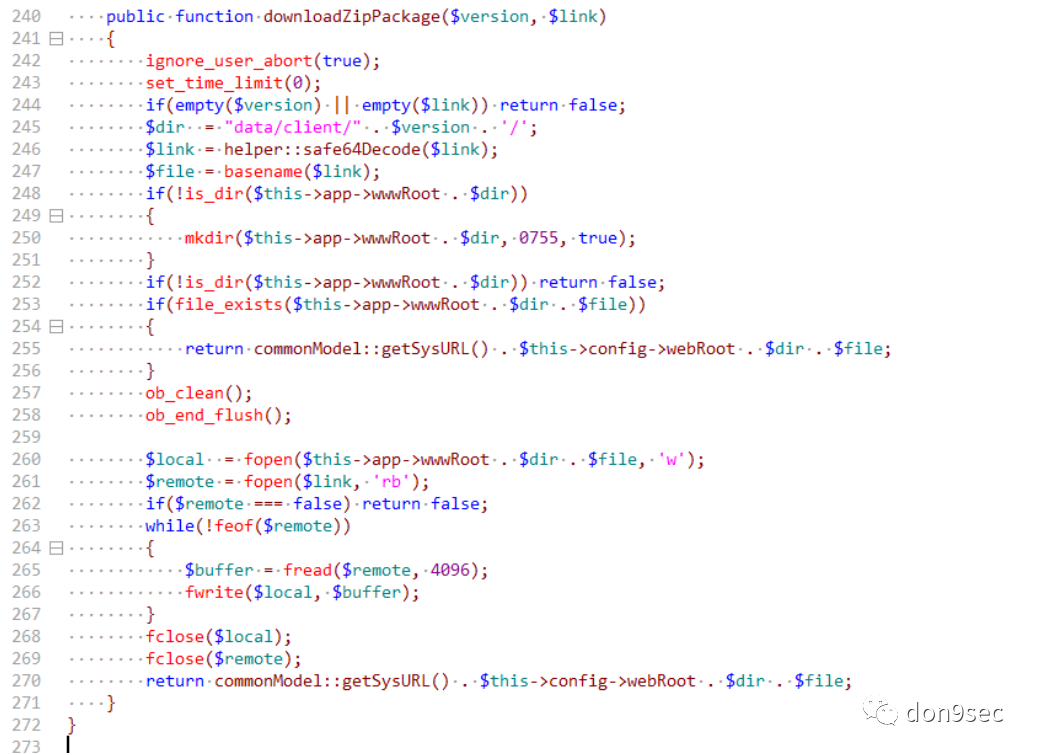 240     public function downloadZipPackage($version, $link)
241     {
242         ignore_user_abort(true);
243         set_time_limit(0);
244         if(empty($version) || empty($link)) return false;
245         $dir  = "data/client/" . $version . '/';
246         $link = helper::safe64Decode($link);
247         $file = basename($link);
248         if(!is_dir($this->app->wwwRoot . $dir))
249         {
250             mkdir($this->app->wwwRoot . $dir, 0755, true);
251         }
252         if(!is_dir($this->app->wwwRoot . $dir)) return false;
253         if(file_exists($this->app->wwwRoot . $dir . $file))
254         {
255             return commonModel::getSysURL() . $this->config->webRoot . $dir . $file;
256         }
257         ob_clean();
258         ob_end_flush();
259
260         $local  = fopen($this->app->wwwRoot . $dir . $file, 'w');
261         $remote = fopen($link, 'rb');
262         if($remote === false) return false;
263         while(!feof($remote))
264         {
265             $buffer = fread($remote, 4096);
266             fwrite($local, $buffer);
267         }
268         fclose($local);
269         fclose($remote);
270         return commonModel::getSysURL() . $this->config->webRoot . $dir . $file;
271     }
272 }
273
don9sec